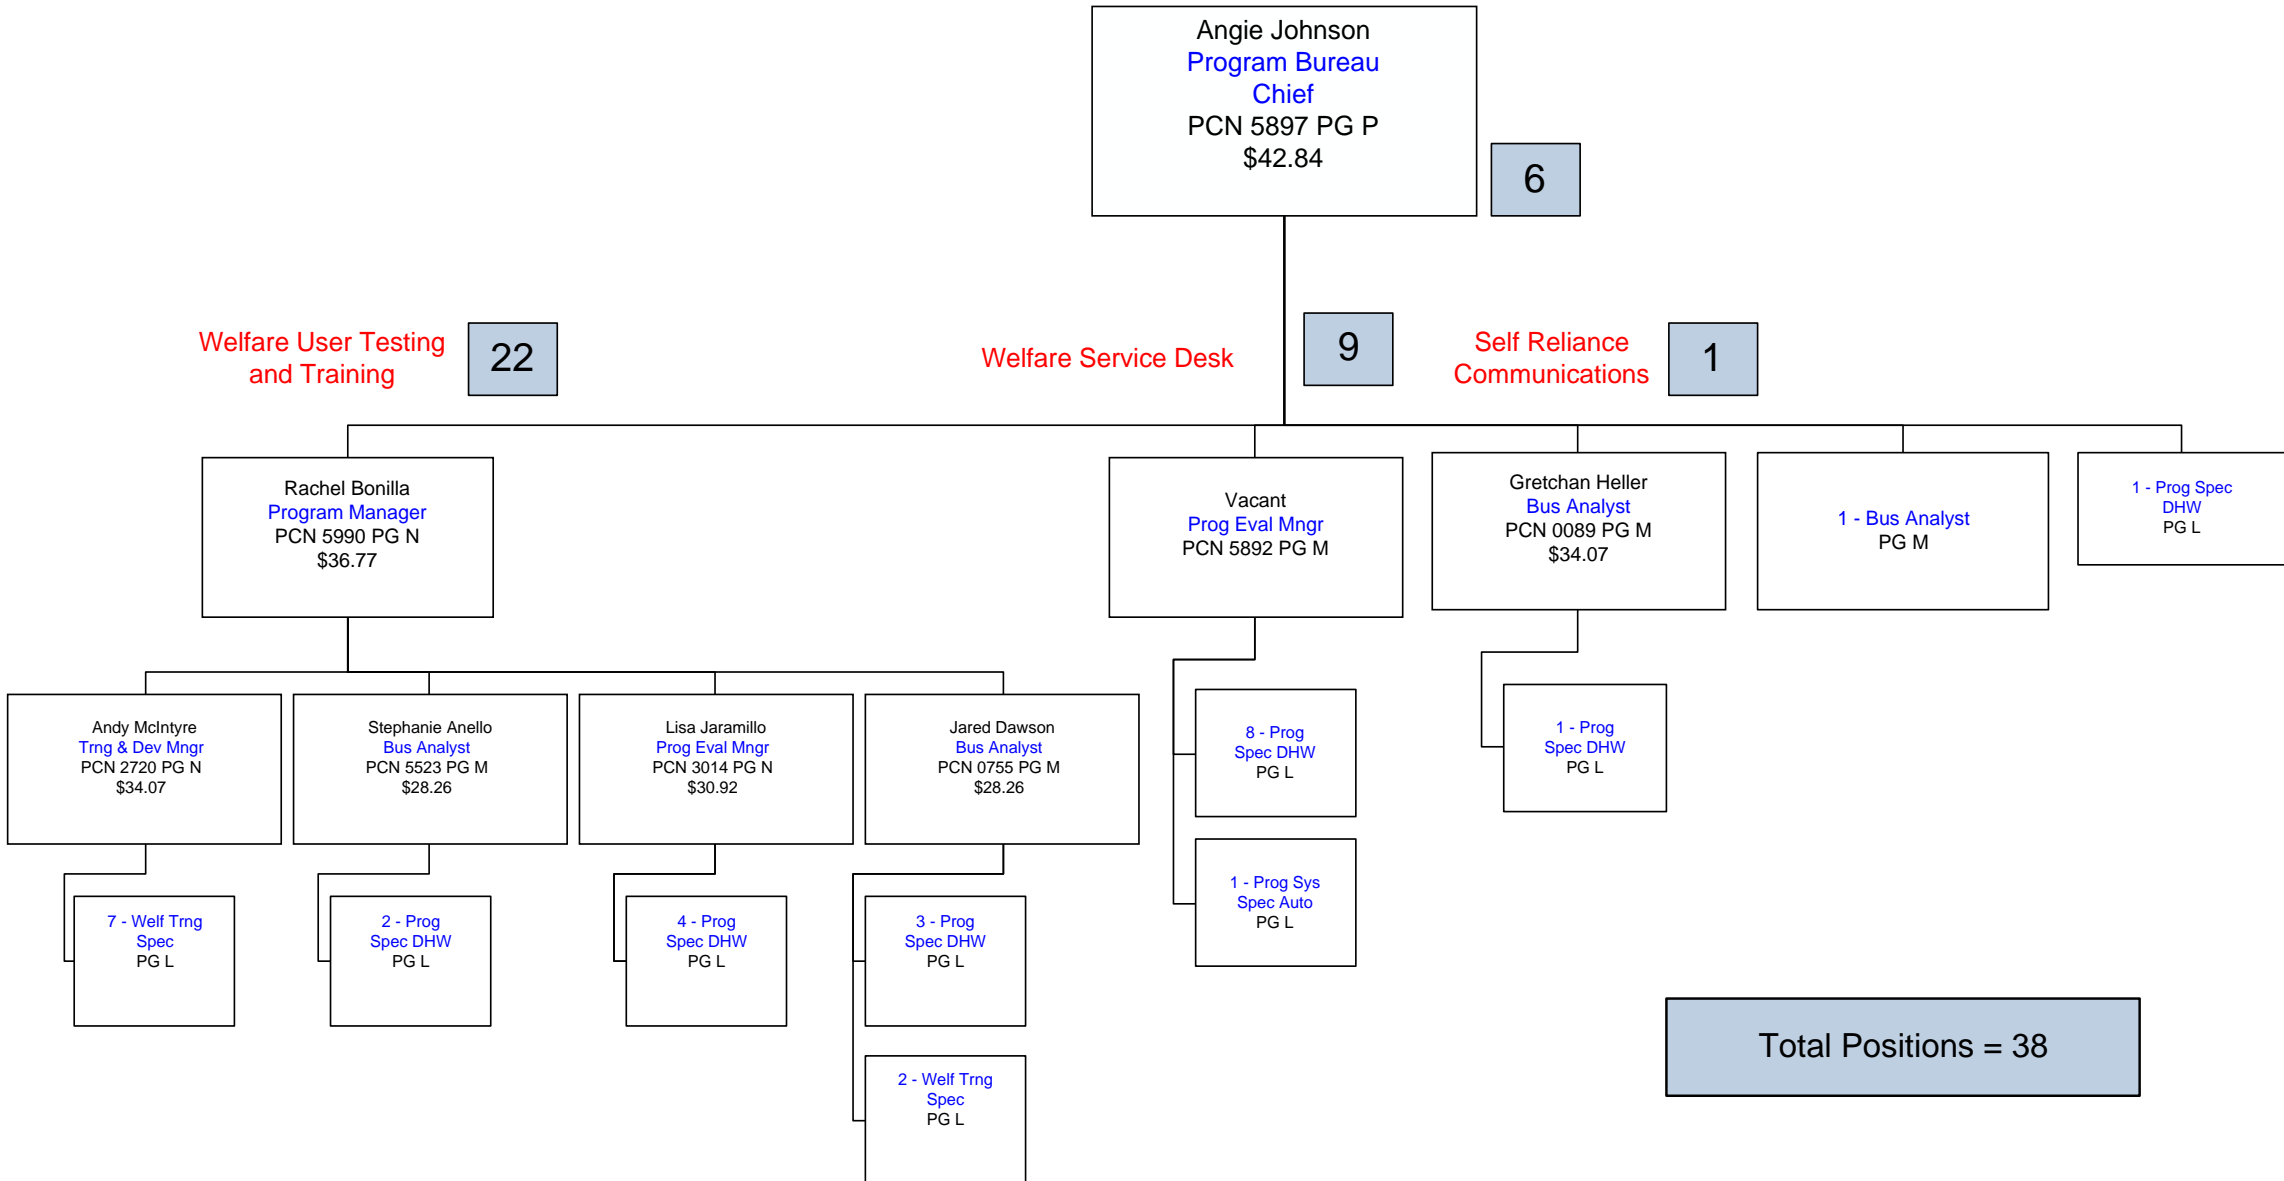 Angie Johnson
Program Bureau
Chief
PCN 5897 PG P
$42.84
6
Welfare User Testing
and Training
22
Welfare Service Desk
9
Self Reliance
Communications
1
Rachel Bonilla
Program Manager
PCN 5990 PG N
$36.77
Vacant
Prog Eval Mngr
PCN 5892 PG M
Gretchan Heller
Bus Analyst
PCN 0089 PG M
$34.07
1 - Bus Analyst
PG M
1 - Prog Spec
DHW
PG L
Andy McIntyre
Trng & Dev Mngr
PCN 2720 PG N
$34.07
Stephanie Anello
Bus Analyst
PCN 5523 PG M
$28.26
Lisa Jaramillo
Prog Eval Mngr
PCN 3014 PG N
$30.92
Jared Dawson
Bus Analyst
PCN 0755 PG M
$28.26
8 - Prog
Spec DHW
PG L
1 - Prog
Spec DHW
PG L
1 - Prog Sys
Spec Auto
PG L
7 - Welf Trng
Spec
PG L
2 - Prog
Spec DHW
PG L
4 - Prog
Spec DHW
PG L
3 - Prog
Spec DHW
PG L
2 - Welf Trng
Spec
PG L
Total Positions = 38